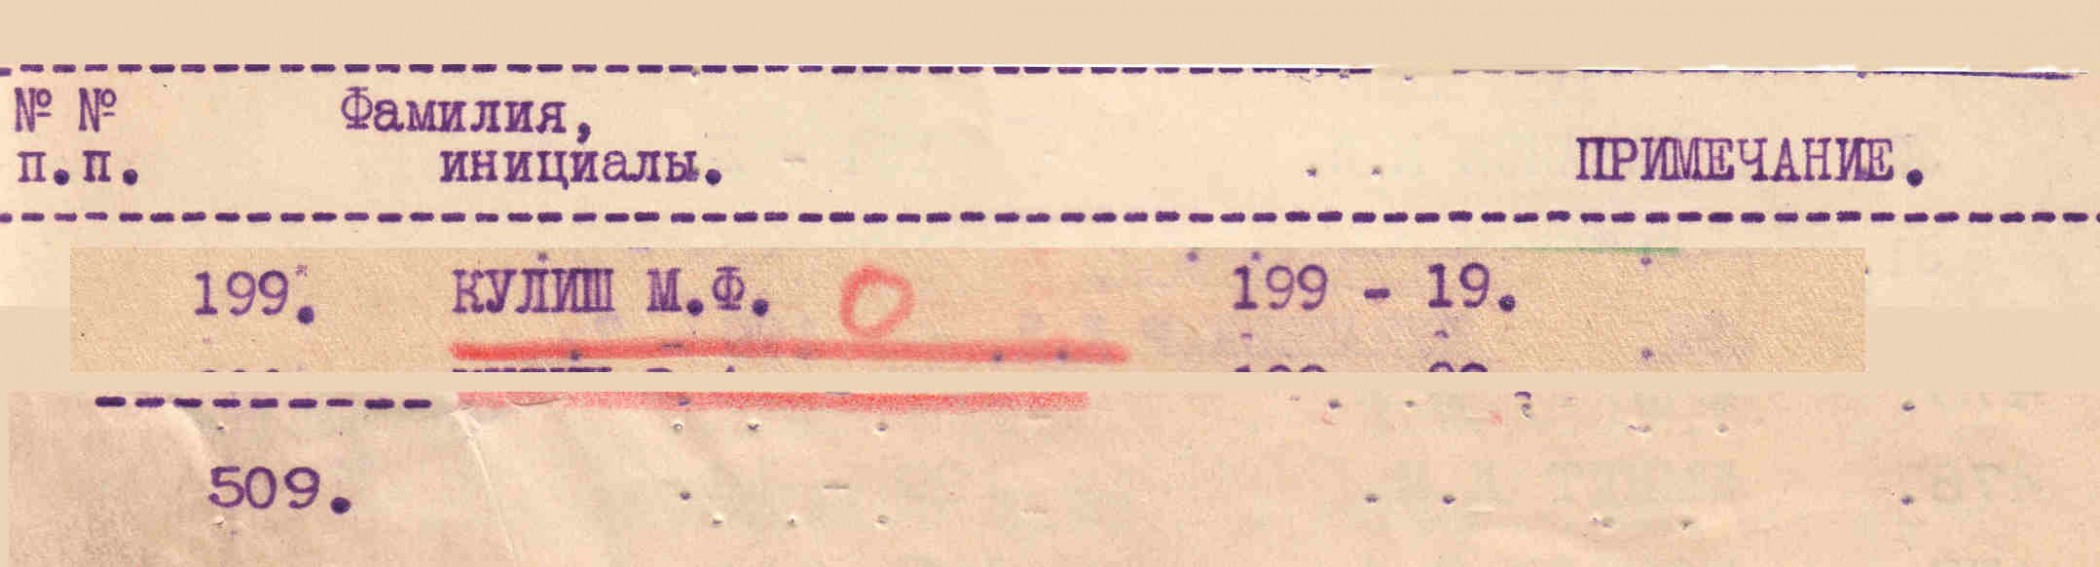 № № Фамилия,
п.п. инициалы. ПРИМЕЧАНИЕ.
199. КУЛИШ М.Ф. 199 - 19.
509.